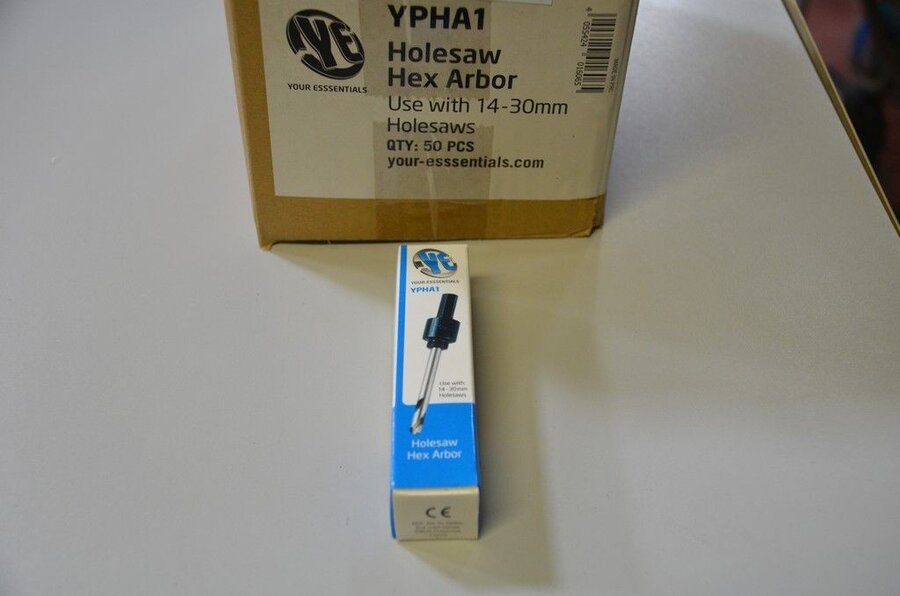 YPHA1
YE
YOUR ESSSENTIALS
Holesaw
Hex Arbor
Use with 14-30mm
Holesaws
QTY: 50 PCS
your-esssentials.com
YE
YOUR ESSSENTIALS
YPHA1
Use with:
14 - 30mm
Holesaws
Holesaw
Hex Arbor
CE